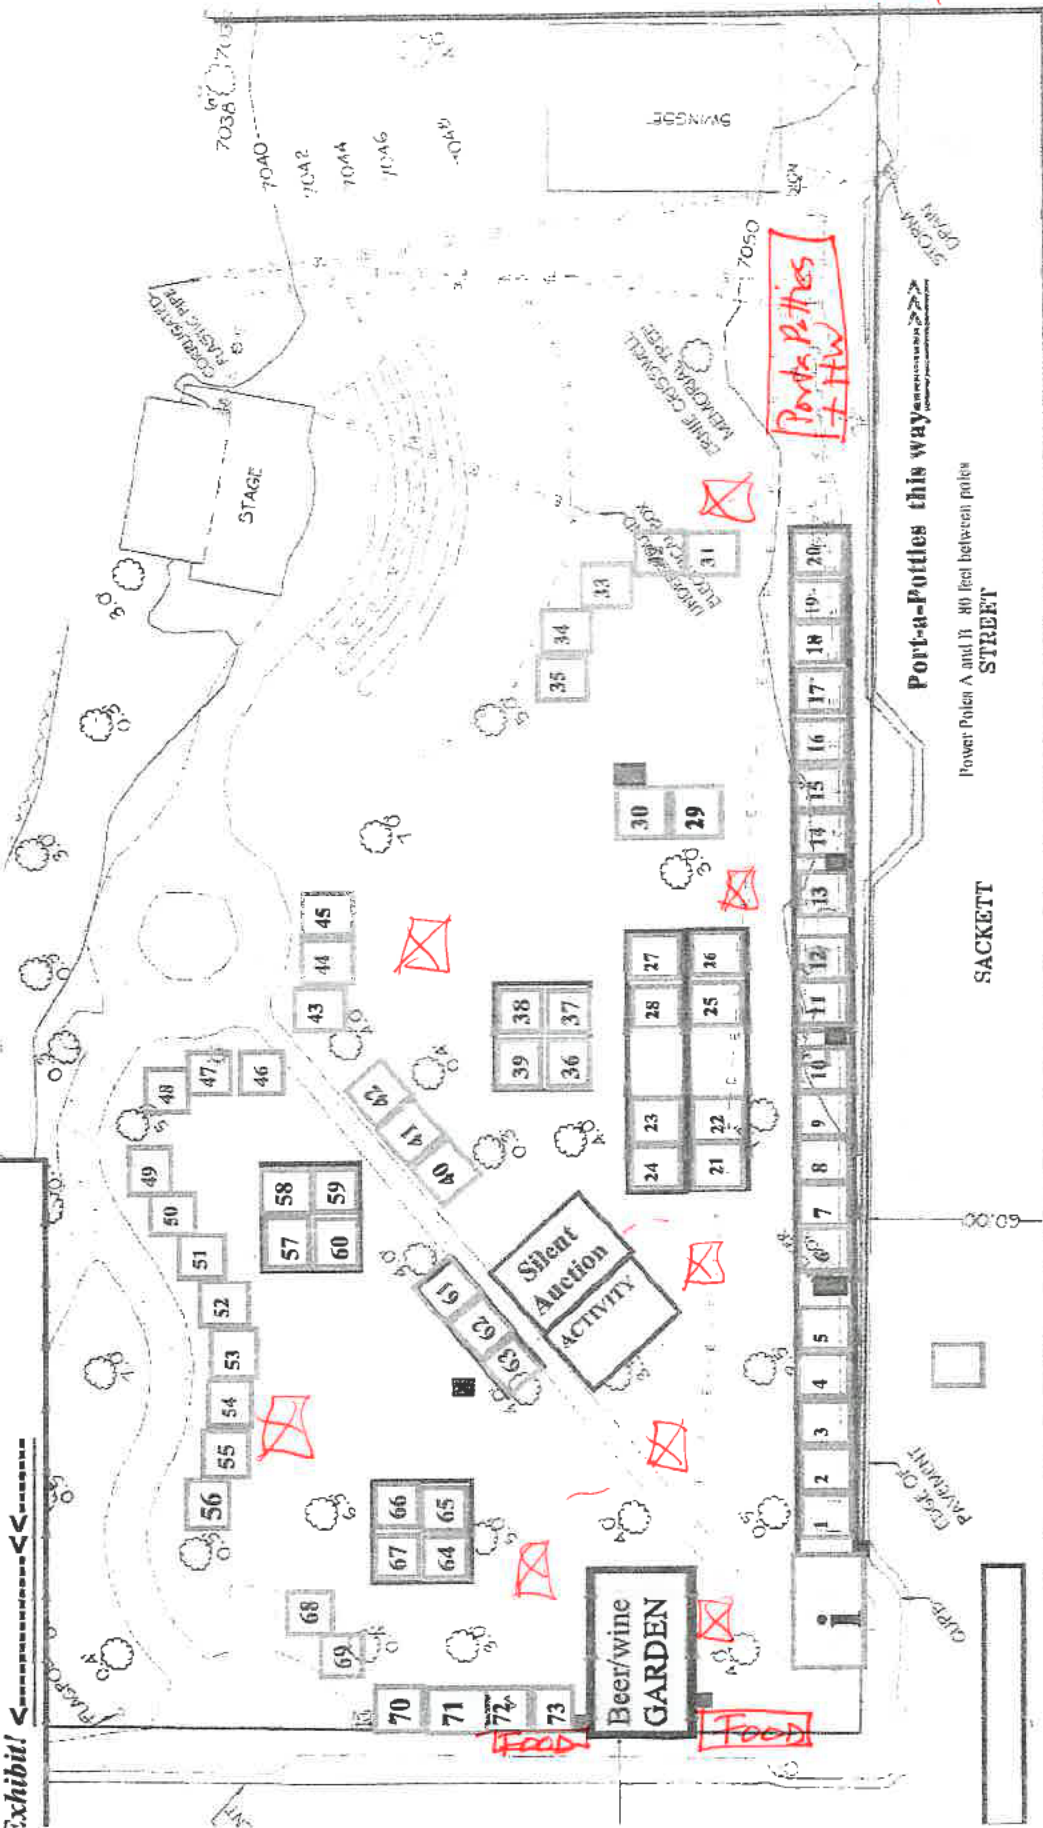 Exhibit! <-----------<<------
7038
7040
7042
7044
7046
7048
SWINGSET
SIGN
STORM
DRAIN
7050
CORRUGATED
PLASTIC PIPE
STAGE
ERNIE CRISWELL
MEMORIAL TREE
Porta Potties
+ HW
UNDERGROUND
ELECTRICAL BOX
31
33
34
35
30
29
45
44
43
42
41
40
38
37
39
36
27
26
28
25
23
22
24
21
47
48
46
49
50
51
52
53
54
55
56
58
59
57
60
61
62
63
Silent
Auction
ACTIVITY
66
65
67
64
68
69
70
71
72
73
FOOD
Beer/wine
GARDEN
FOOD
FLAGPOLE
i
1
2
3
4
5
6
7
8
9
10
11
12
13
14
15
16
17
18
19
20
Port-a-Potties this way---------->>>>
Power Poles A and B 80 feet between poles
SACKETT
STREET
60.00
EDGE OF
PAVEMENT
CURB